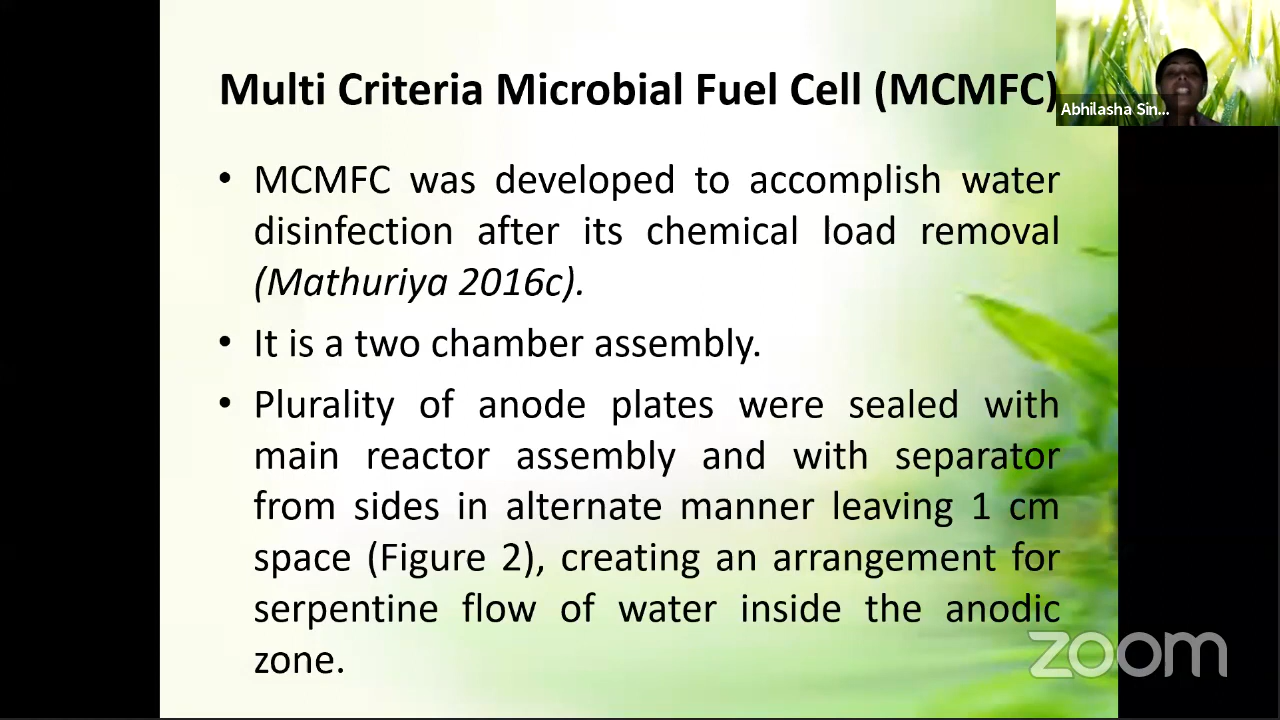 Multi Criteria Microbial Fuel Cell (MCMFC)
Abhilasha Sin...
• MCMFC was developed to accomplish water
disinfection after its chemical load removal
(Mathuriya 2016c).
• It is a two chamber assembly.
• Plurality of anode plates were sealed with
main reactor assembly and with separator
from sides in alternate manner leaving 1 cm
space (Figure 2), creating an arrangement for
serpentine flow of water inside the anodic
zone.
zoom